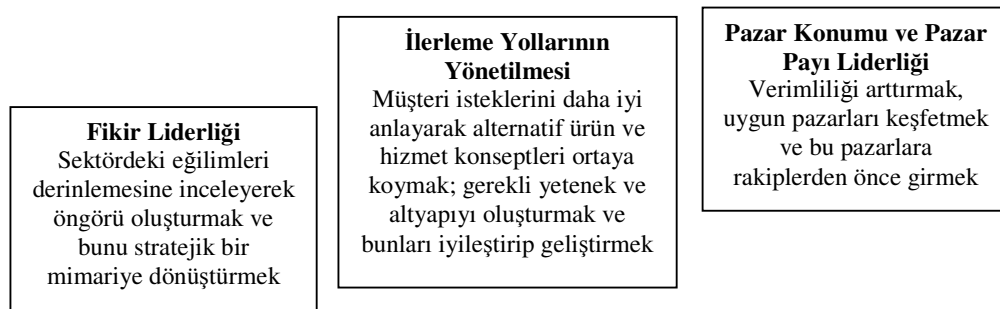 Fikir Liderliği
Sektördeki eğilimleri
derinlemesine inceleyerek
öngörü oluşturmak ve
bunu stratejik bir
mimariye dönüştürmek
İlerleme Yollarının
Yönetilmesi
Müşteri isteklerini daha iyi
anlayarak alternatif ürün ve
hizmet konseptleri ortaya
koymak; gerekli yetenek ve
altyapıyı oluşturmak ve
bunları iyileştirip geliştirmek
Pazar Konumu ve Pazar
Payı Liderliği
Verimliliği arttırmak,
uygun pazarları keşfetmek
ve bu pazarlara
rakiplerden önce girmek